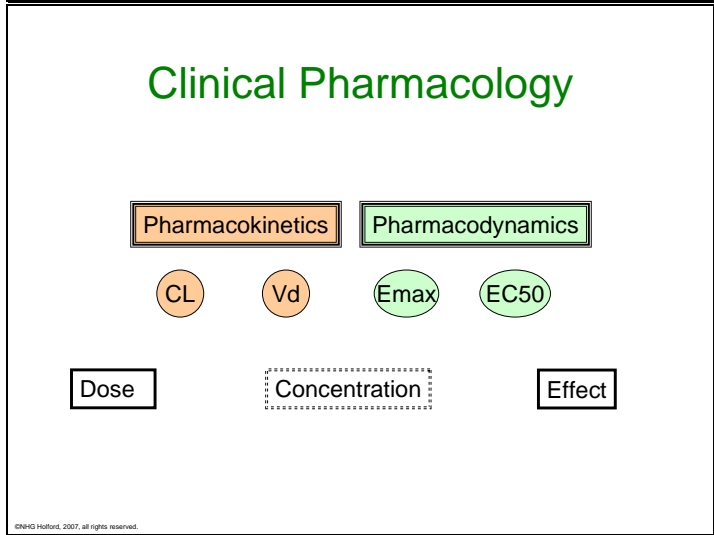 Clinical Pharmacology
Pharmacokinetics Pharmacodynamics
CL Vd Emax EC50
Dose Concentration Effect
©NHG Holford, 2007, all rights reserved.